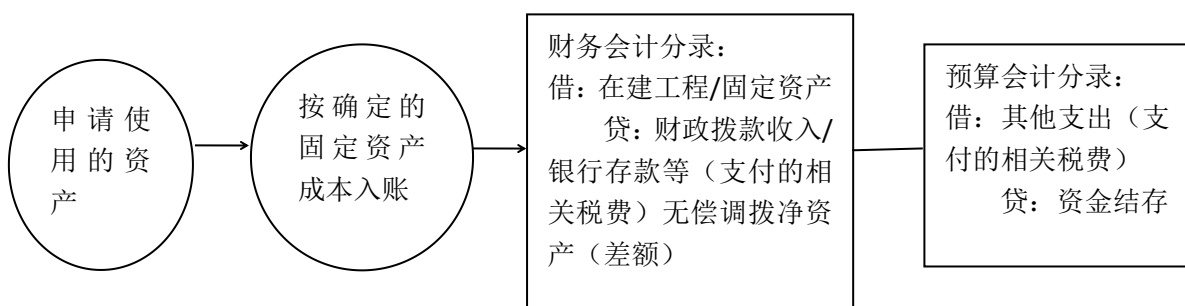 申请使
用的资
产
按确定的
固定资产
成本入账
财务会计分录：
借：在建工程/固定资产
贷：财政拨款收入/
银行存款等（支付的相
关税费）无偿调拨净资
产（差额）
预算会计分录：
借：其他支出（支
付的相关税费）
贷：资金结存